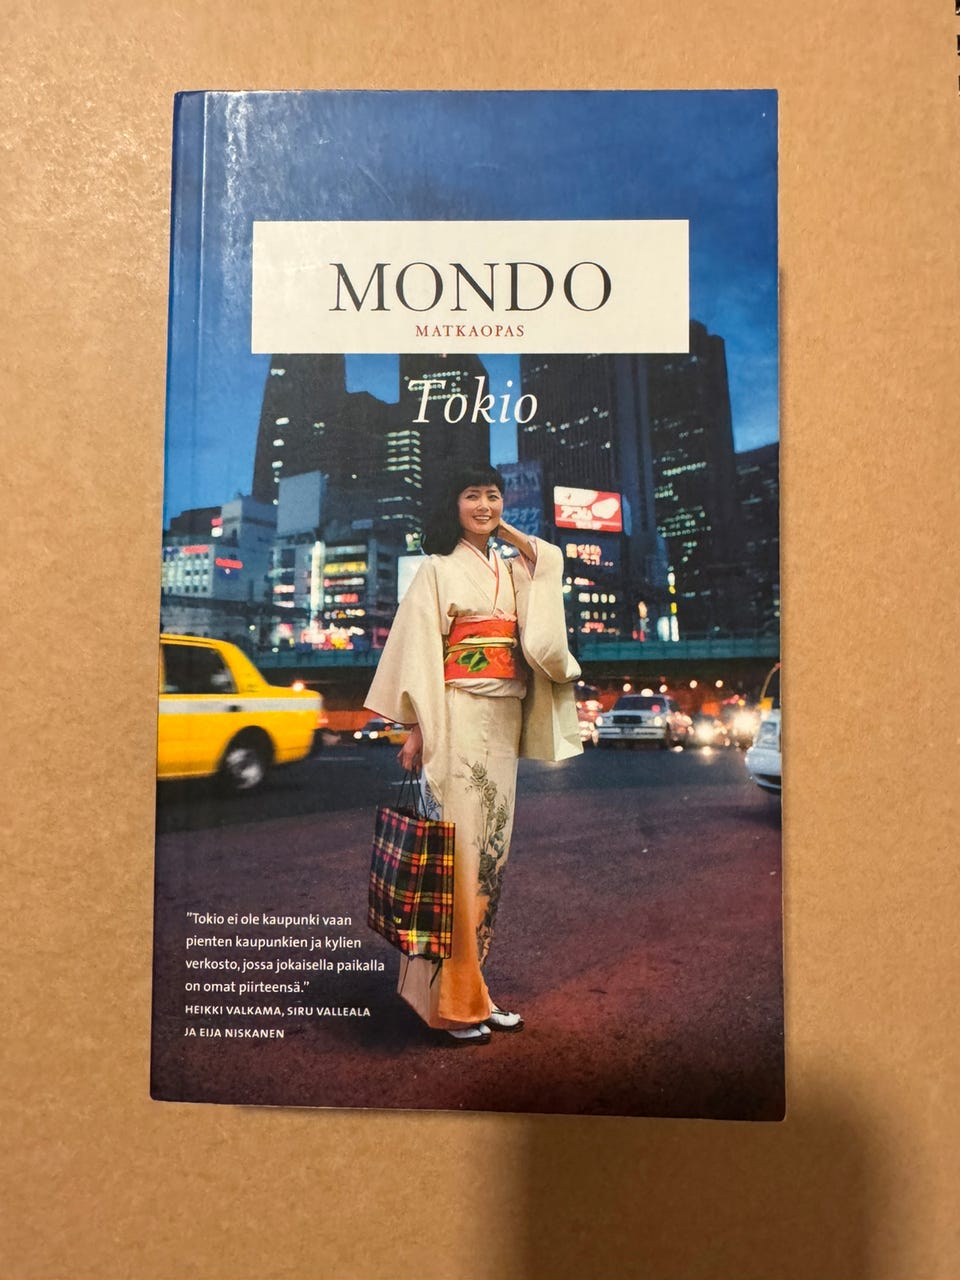 MONDO
MATKAOPAS
Tokio
"Tokio ei ole kaupunki vaan
pienten kaupunkien ja kylien
verkosto, jossa jokaisella paikalla
on omat piirteensä."
HEIKKI VALKAMA, SIRU VALLEALA
JA EIJA NISKANEN